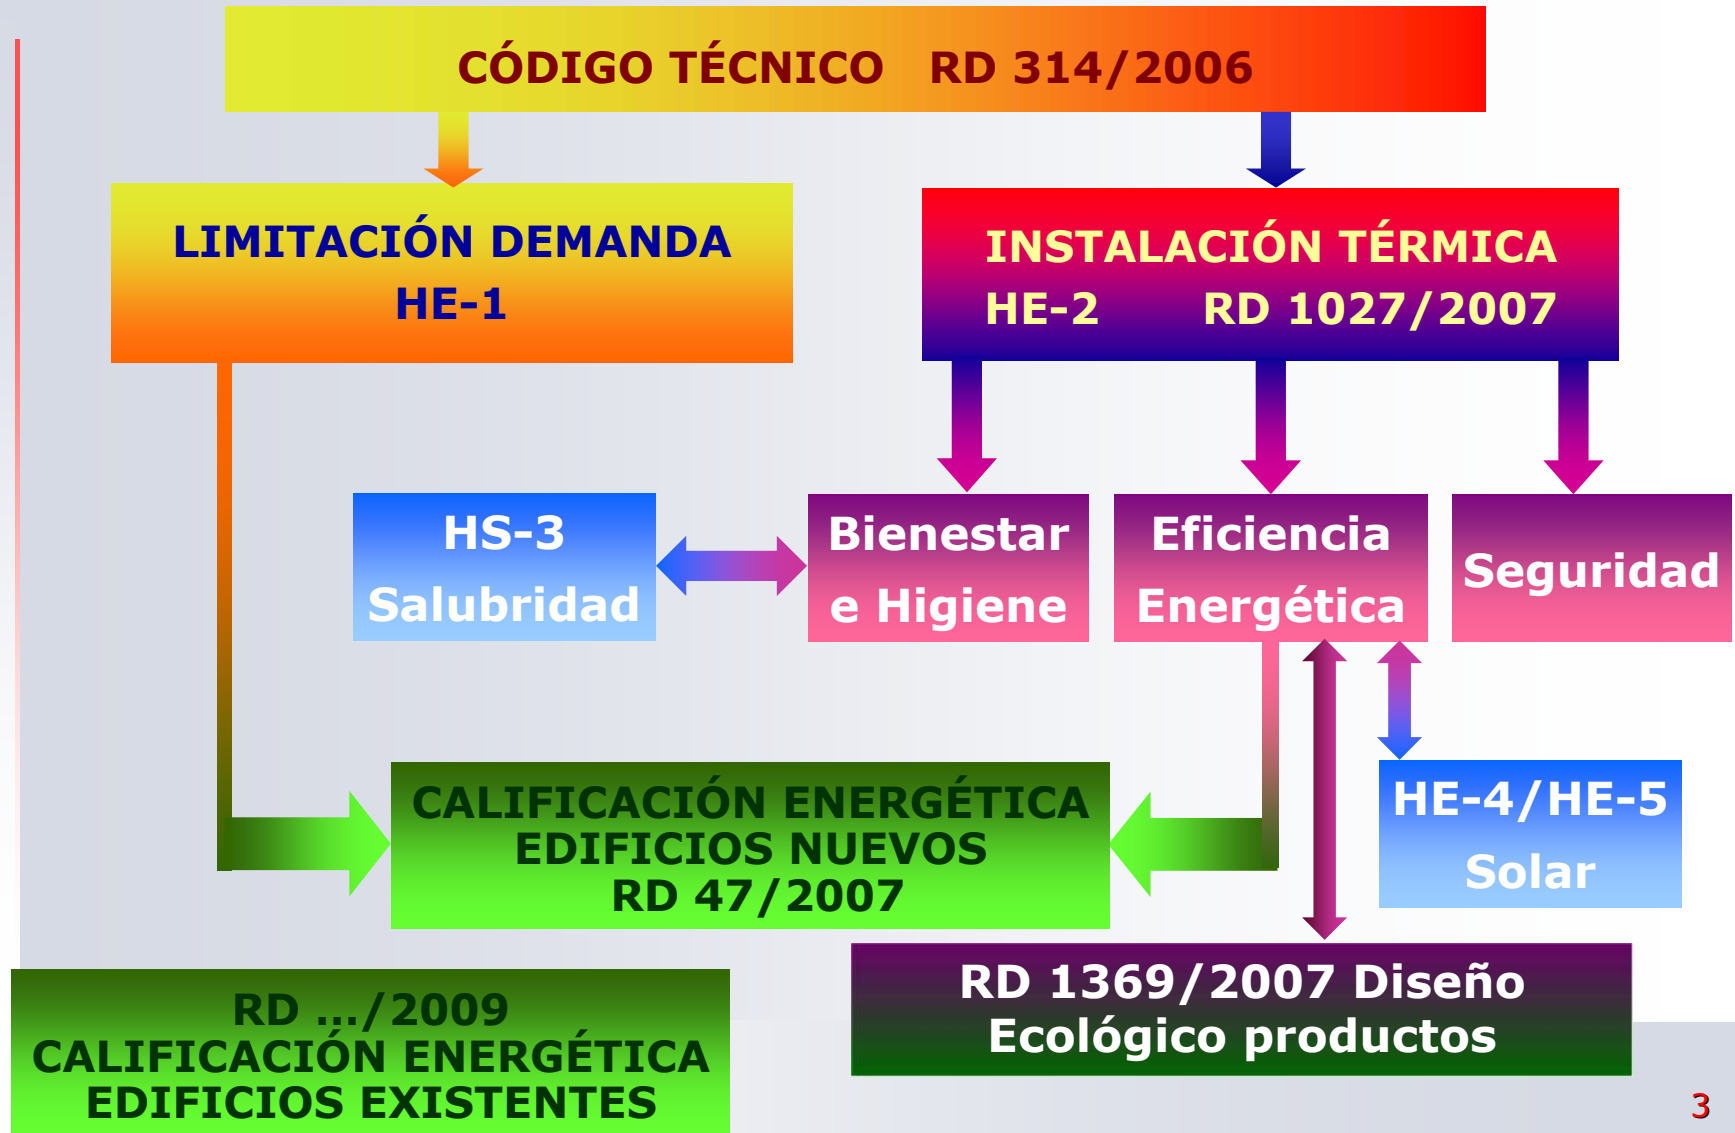 CÓDIGO TÉCNICO   RD 314/2006
LIMITACIÓN DEMANDA
HE-1
INSTALACIÓN TÉRMICA
HE-2   RD 1027/2007
HS-3
Salubridad
Bienestar
e Higiene
Eficiencia
Energética
Seguridad
CALIFICACIÓN ENERGÉTICA
EDIFICIOS NUEVOS
RD 47/2007
HE-4/HE-5
Solar
RD 1369/2007 Diseño
Ecológico productos
RD …/2009
CALIFICACIÓN ENERGÉTICA
EDIFICIOS EXISTENTES
3